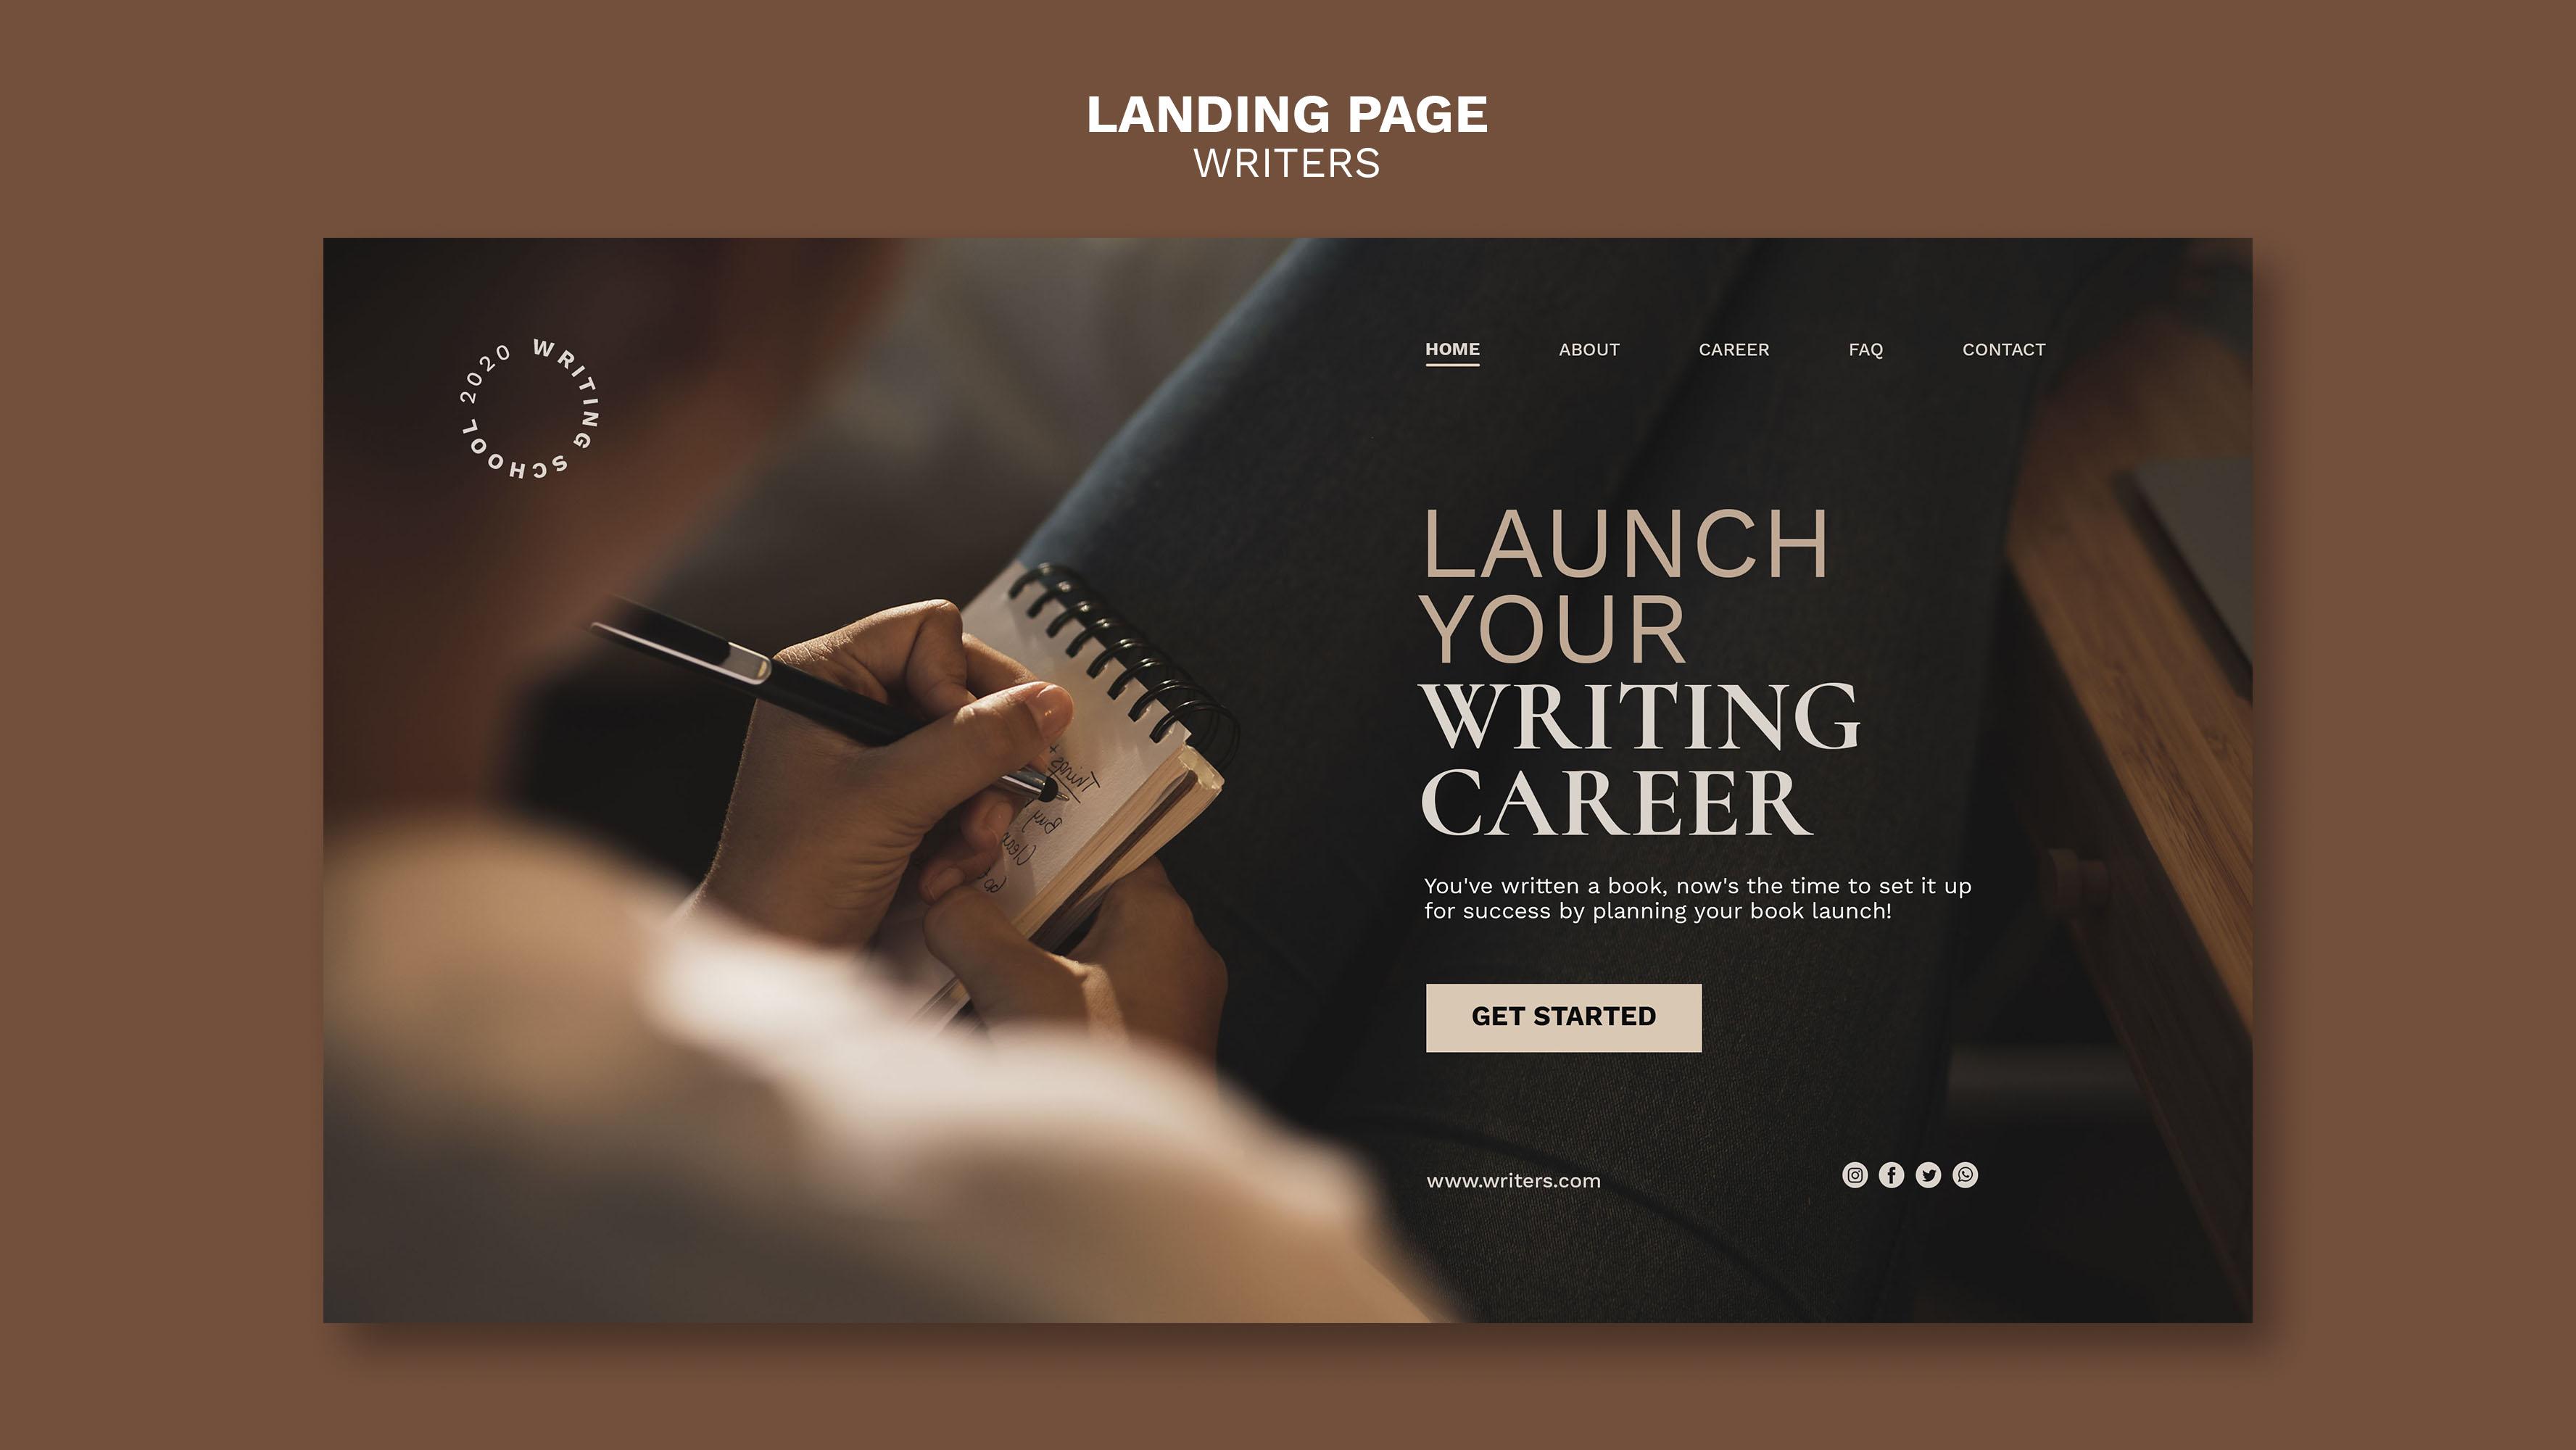 LANDING PAGE
WRITERS
WRITING SCHOOL 2020
HOME ABOUT CAREER FAQ CONTACT
LAUNCH
YOUR
WRITING
CAREER
You've written a book, now's the time to set it up
for success by planning your book launch!
GET STARTED
www.writers.com
Things